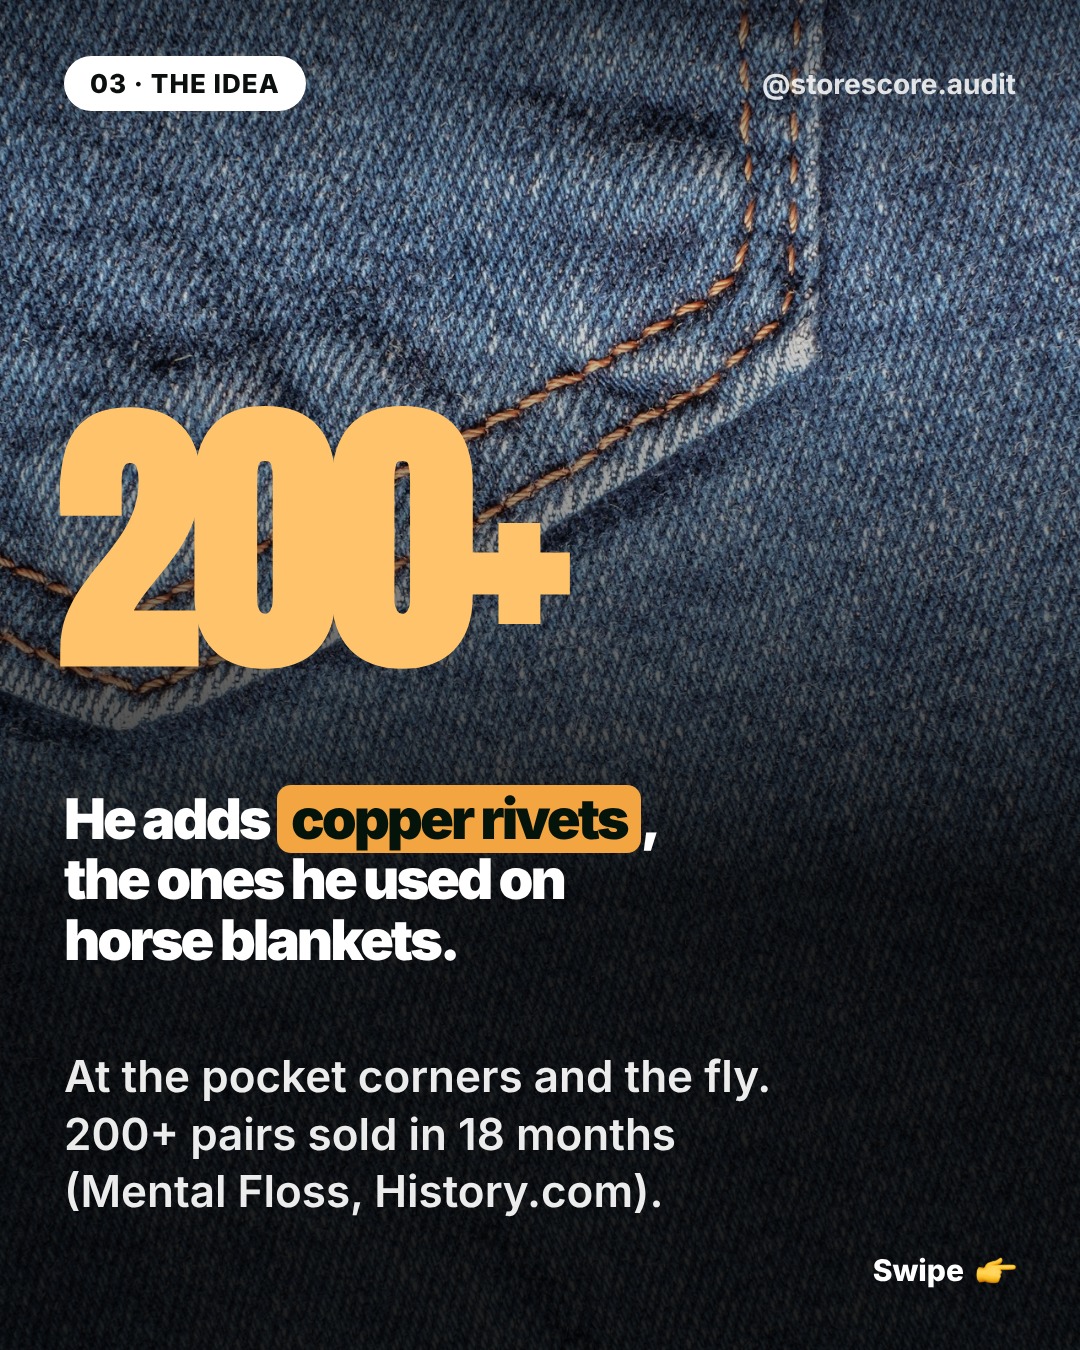 03 · THE IDEA
@storescore.audit
200+
He adds copper rivets,
the ones he used on
horse blankets.
At the pocket corners and the fly.
200+ pairs sold in 18 months
(Mental Floss, History.com).
Swipe 👉